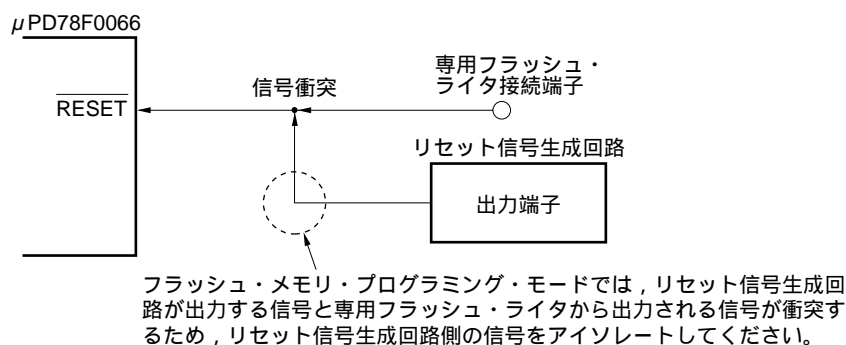 μPD78F0066
専用フラッシュ・
ライタ接続端子
信号衝突
RESET
リセット信号生成回路
出力端子
フラッシュ・メモリ・プログラミング・モードでは，リセット信号生成回
路が出力する信号と専用フラッシュ・ライタから出力される信号が衝突す
るため，リセット信号生成回路側の信号をアイソレートしてください。